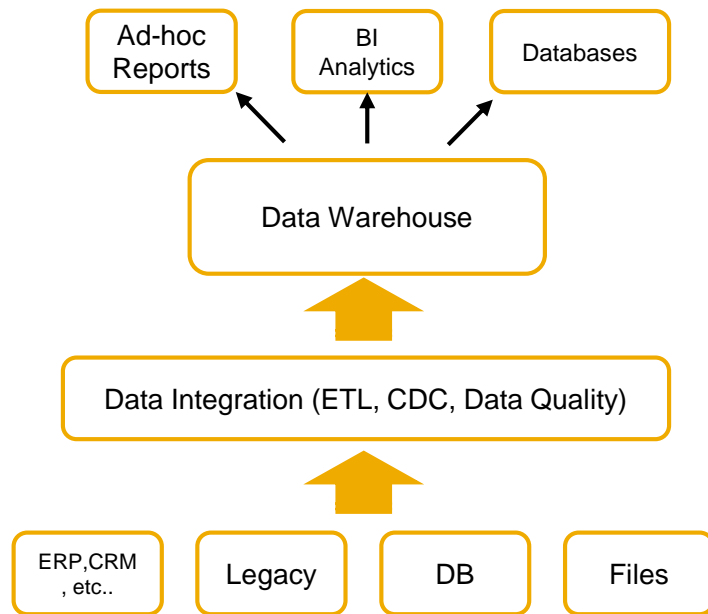 Ad-hoc
Reports
BI
Analytics
Databases
Data Warehouse
Data Integration (ETL, CDC, Data Quality)
ERP,CRM
, etc..
Legacy
DB
Files